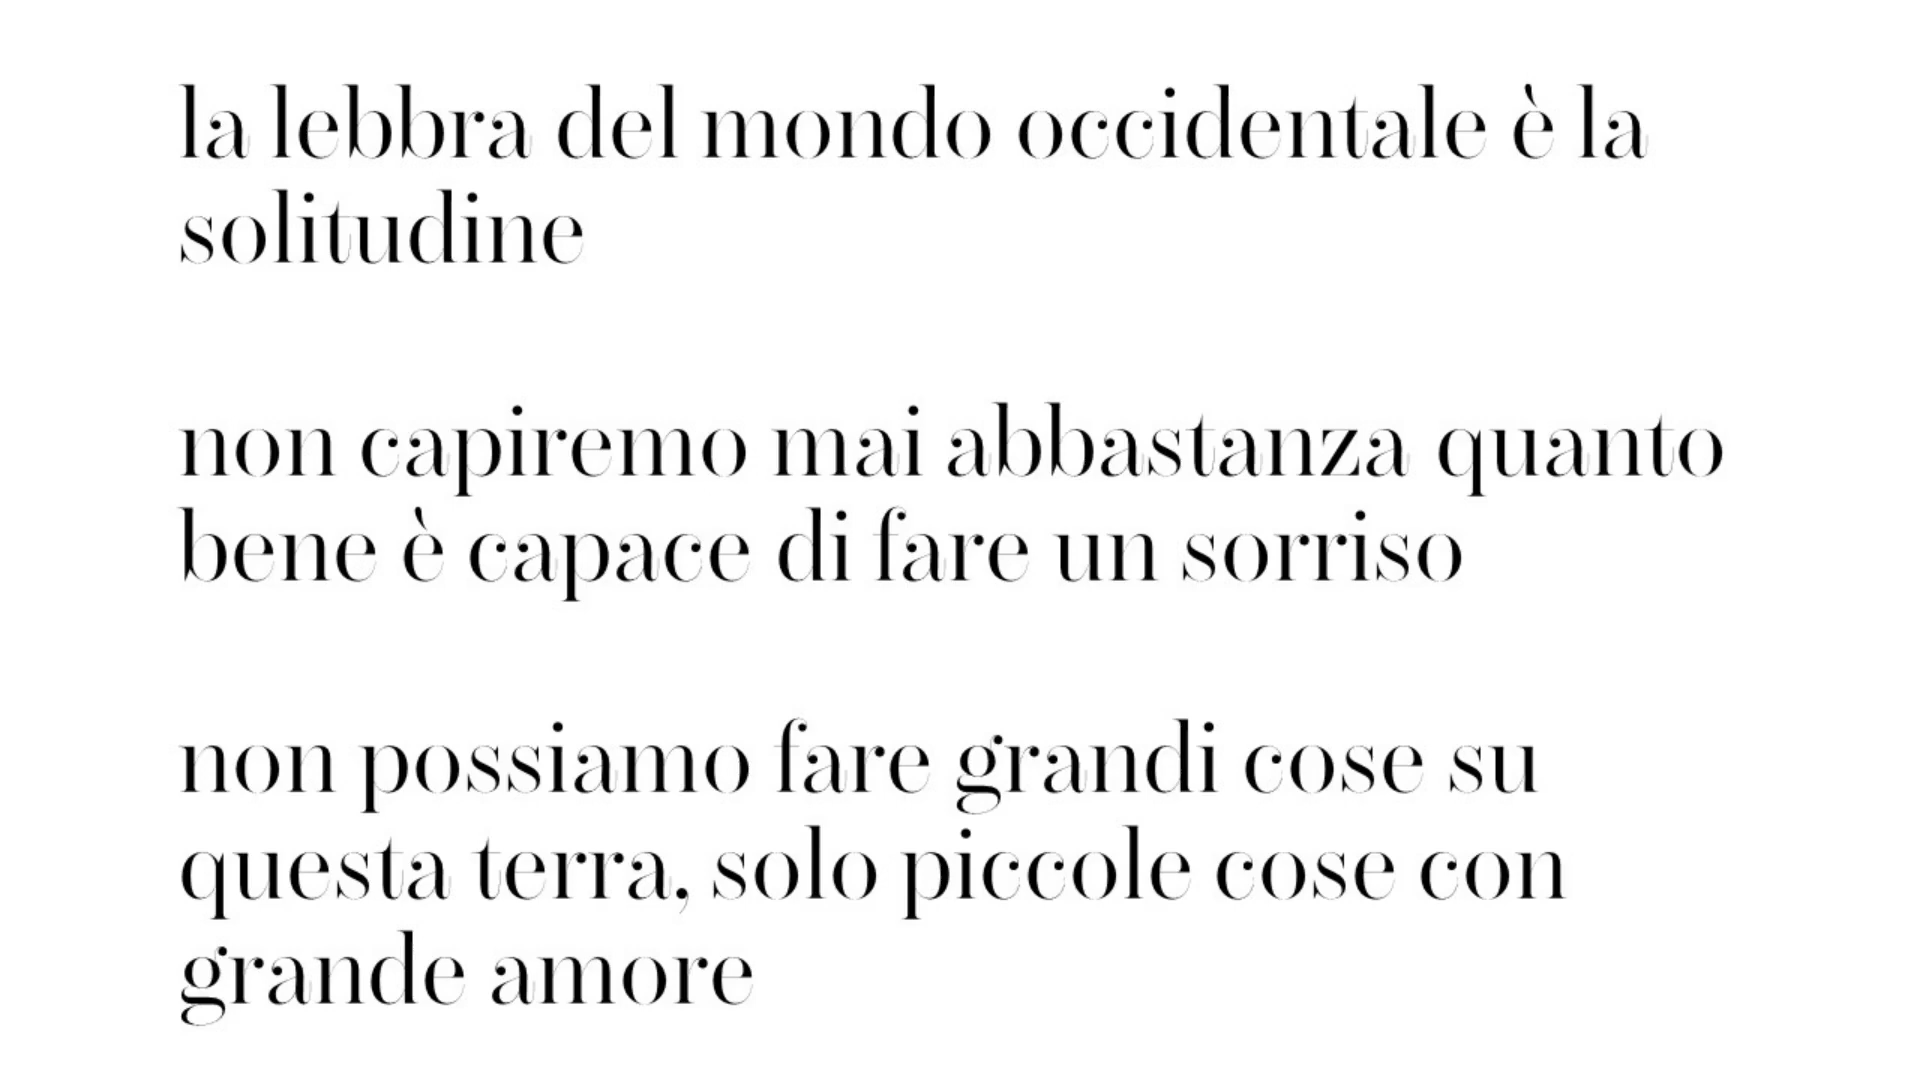 la lebbra del mondo occidentale è la
solitudine
non capiremo mai abbastanza quanto
bene è capace di fare un sorriso
non possiamo fare grandi cose su
questa terra, solo piccole cose con
grande amore